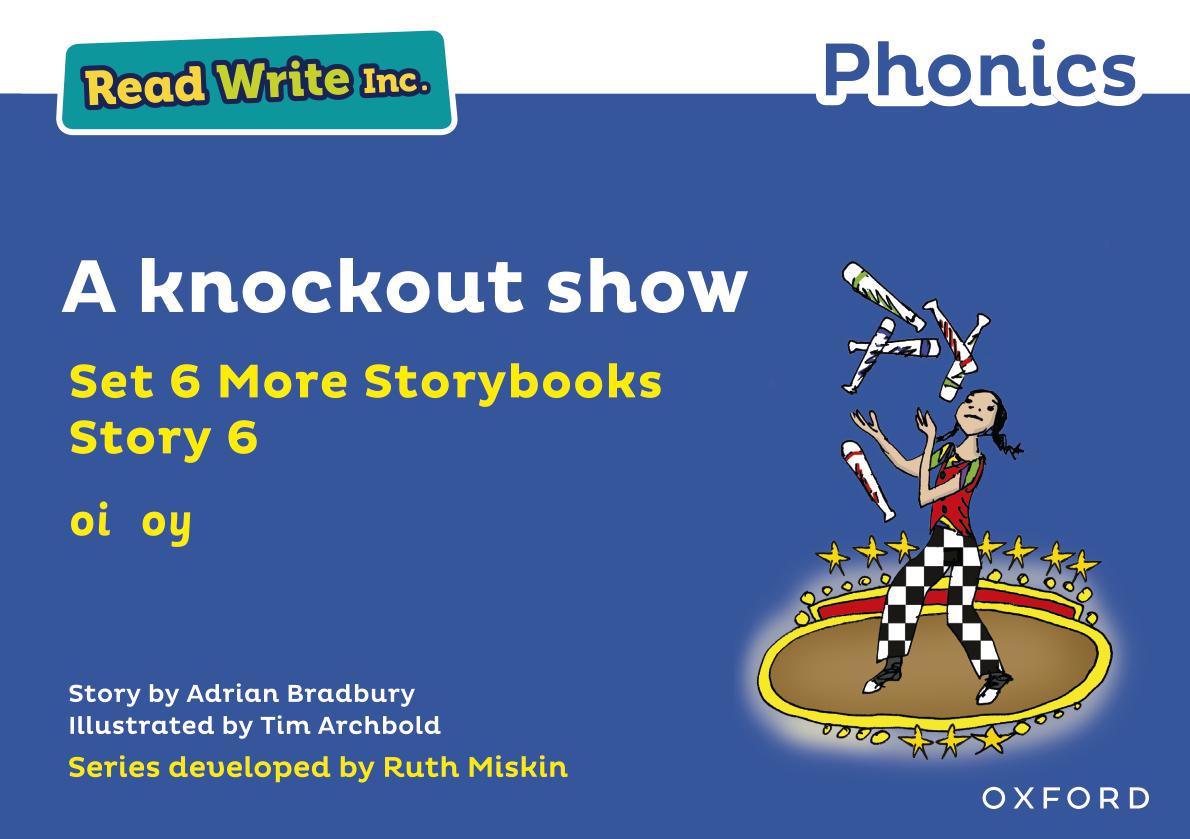 Read Write Inc.
Phonics
A knockout show
Set 6 More Storybooks
Story 6
oi oy
Story by Adrian Bradbury
Illustrated by Tim Archbold
Series developed by Ruth Miskin
OXFORD